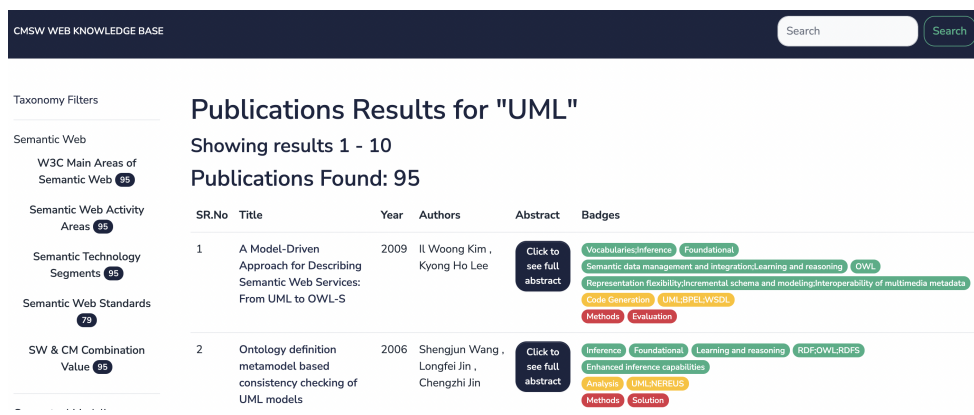 CMSW WEB KNOWLEDGE BASE
Search
Search
Taxonomy Filters
Semantic Web
W3C Main Areas of
Semantic Web 95
Semantic Web Activity
Areas 95
Semantic Technology
Segments 95
Semantic Web Standards
79
SW & CM Combination
Value 95
Publications Results for "UML"
Showing results 1 - 10
Publications Found: 95
SR.No Title Year Authors Abstract Badges
1 A Model-Driven 2009 Il Woong Kim , Click to Vocabularies;Inference Foundational
Approach for Describing Kyong Ho Lee see full Semantic data management and integration;Learning and reasoning OWL
Semantic Web Services: abstract Representation flexibility;Incremental schema and modeling;Interoperability of multimedia metadata
From UML to OWL-S Code Generation UML;BPEL;WSDL
Methods Evaluation
2 Ontology definition 2006 Shengjun Wang , Click to Inference Foundational Learning and reasoning RDF;OWL;RDFS
metamodel based Longfei Jin , see full Enhanced inference capabilities
consistency checking of Chengzhi Jin abstract Analysis UML;NEREUS
UML models Methods Solution